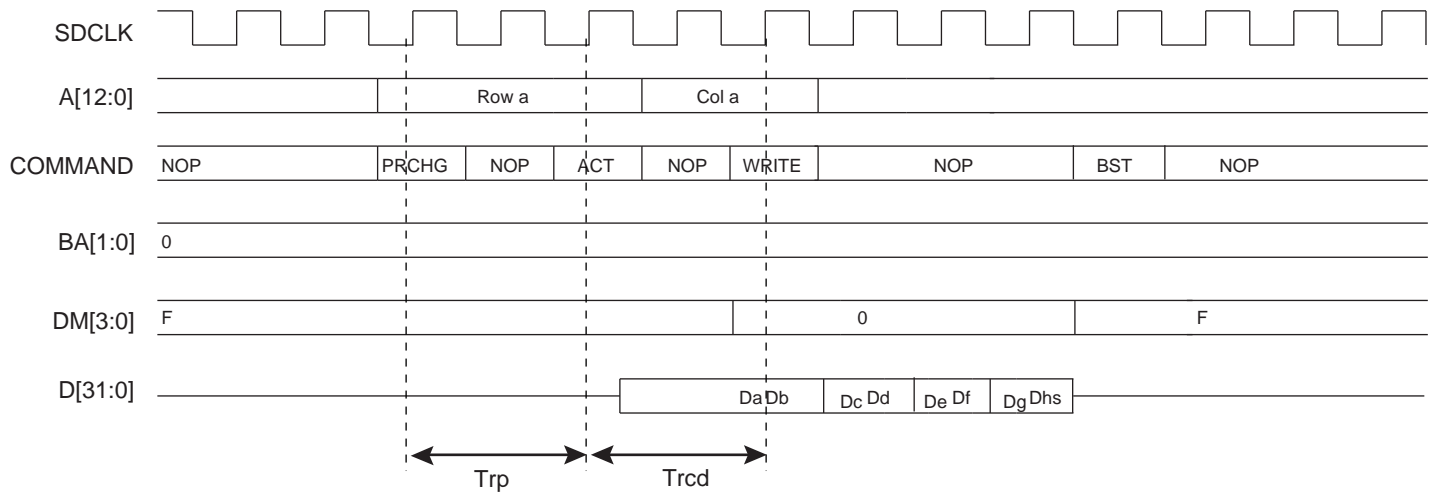 SDCLK
A[12:0] Row a Col a
COMMAND NOP PRCHG NOP ACT NOP WRITE NOP BST NOP
BA[1:0] 0
DM[3:0] F 0 F
D[31:0] Da Db Dc Dd De Df Dg Dhs
Trp Trcd